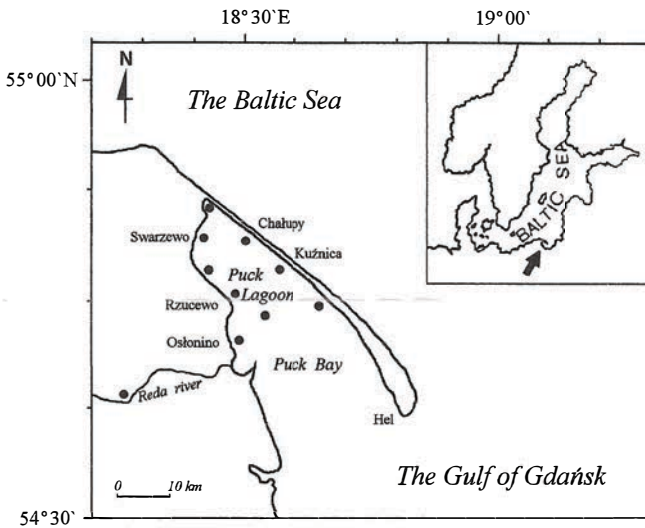 18°30'E
19°00'
55°00`N
N
The Baltic Sea
BALTIC SEA
Chałupy
Swarzewo
Kuźnica
Puck
Lagoon
Rzucewo
Osłonino
Puck Bay
Reda river
Hel
0 10 km
The Gulf of Gdańsk
54°30`